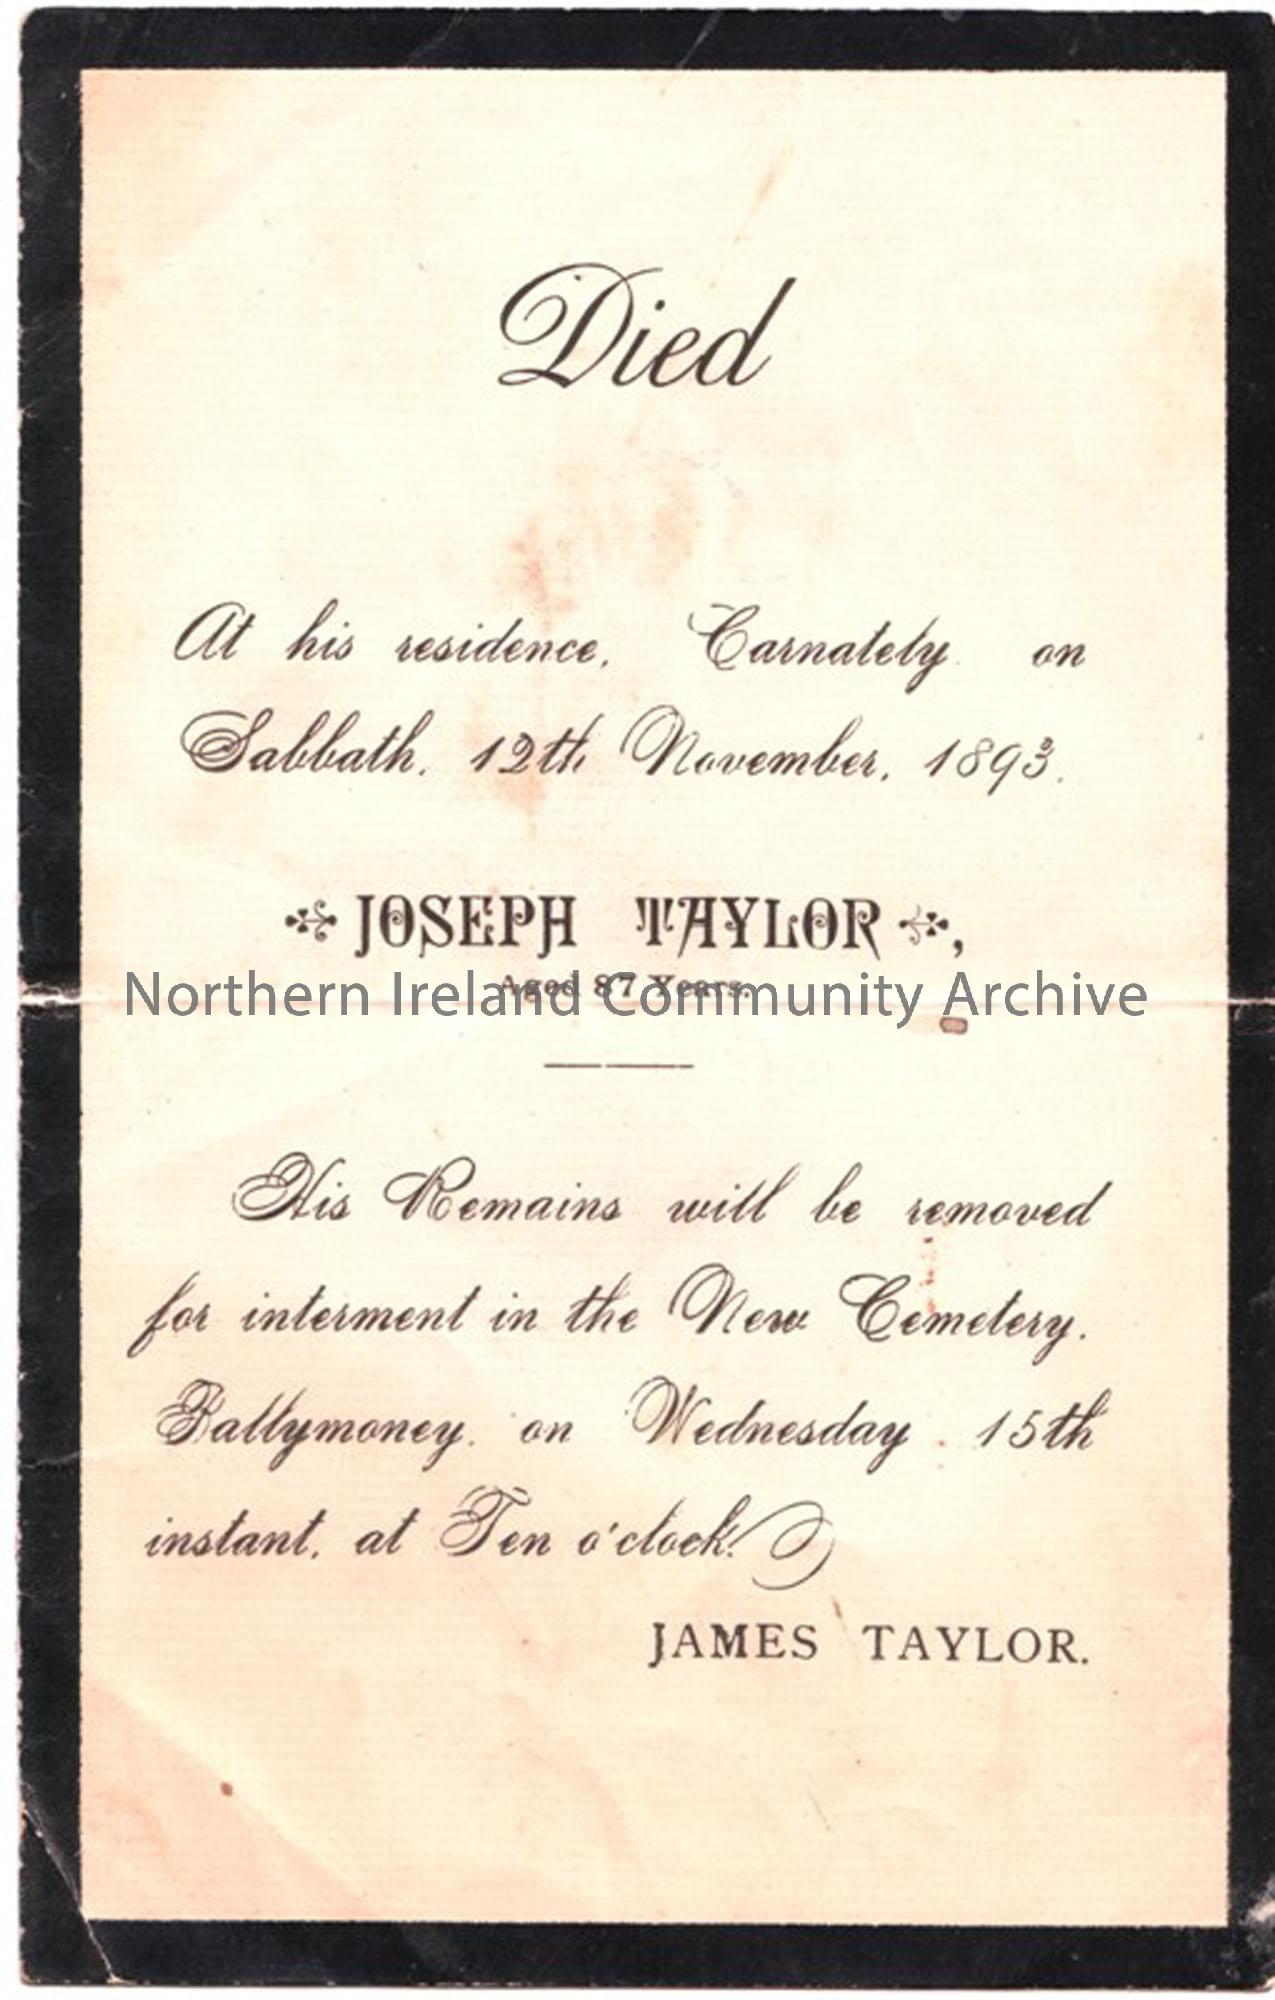 Died
At his residence, Carnately on
Sabbath, 12th November, 1893.
JOSEPH TAYLOR,
Aged 87 Years.
Northern Ireland Community Archive
His Remains will be removed
for interment in the New Cemetery,
Ballymoney, on Wednesday 15th
instant, at Ten o'clock.
JAMES TAYLOR.